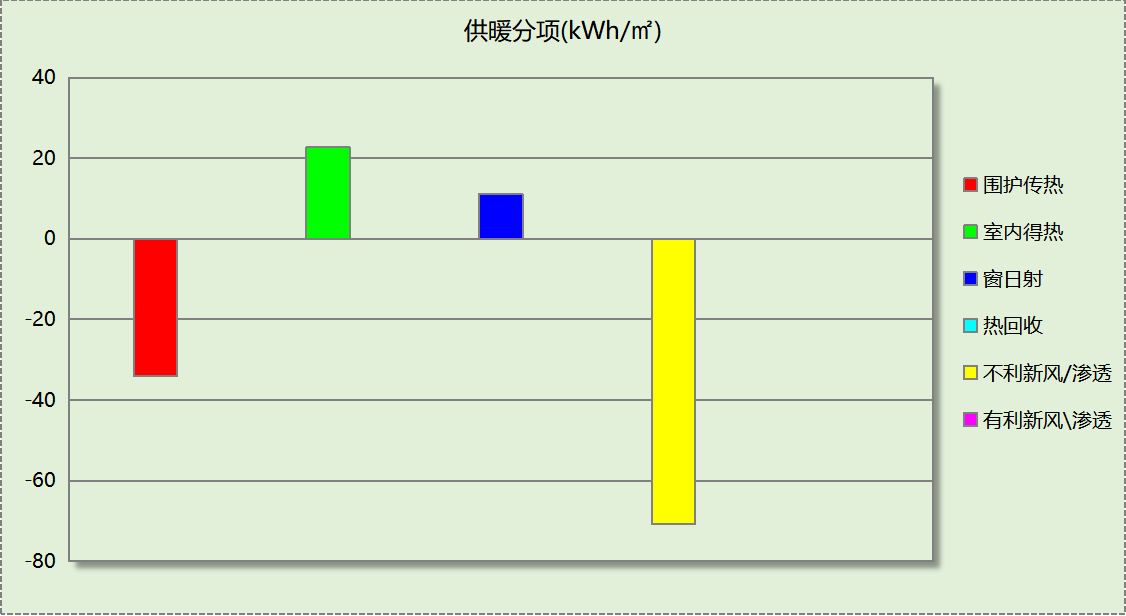 供暖分项(kWh/㎡)
40
20
0
-20
-40
-60
-80
围护传热
室内得热
窗日射
热回收
不利新风/渗透
有利新风\渗透